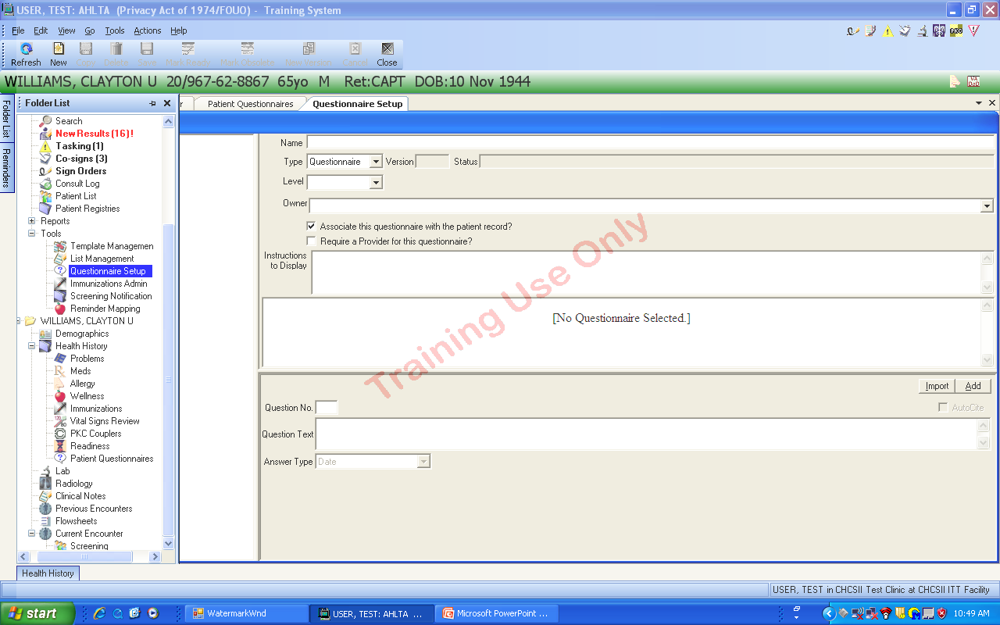 USER, TEST: AHLTA (Privacy Act of 1974/FOUO) - Training System
File Edit View Go Tools Actions Help
Refresh New Copy Delete Save Mark Ready Mark Obsolete New Version Cancel Close
WILLIAMS, CLAYTON U 20/967-62-8867 65yo M Ret:CAPT DOB:10 Nov 1944
Folder List
Reminders
Folder List
r Patient Questionnaires Questionnaire Setup
Search
New Results (16)!
Tasking (1)
Co-signs (3)
Sign Orders
Consult Log
Patient List
Patient Registries
Reports
Tools
Template Managemen
List Management
Questionnaire Setup
Immunizations Admin
Screening Notification
Reminder Mapping
WILLIAMS, CLAYTON U
Demographics
Health History
Problems
Meds
Allergy
Wellness
Immunizations
Vital Signs Review
PKC Couplers
Readiness
Patient Questionnaires
Lab
Radiology
Clinical Notes
Previous Encounters
Flowsheets
Current Encounter
Screening
Name
Type Questionnaire Version Status
Level
Owner
Associate this questionnaire with the patient record?
Require a Provider for this questionnaire?
Instructions
to Display
[No Questionnaire Selected.]
Training Use Only
Import Add
Question No.
AutoCite
Question Text
Answer Type Date
Health History
USER, TEST in CHCSII Test Clinic at CHCSII ITT Facility
start WatermarkWnd USER, TEST: AHLTA ... Microsoft PowerPoint ... 10:49 AM